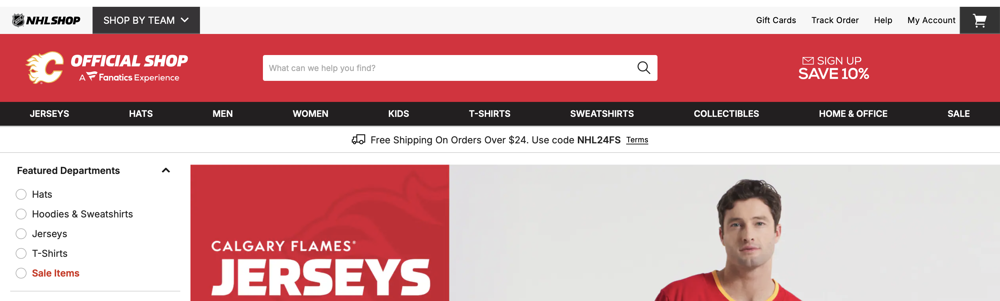 NHL NHLSHOP
SHOP BY TEAM
Gift Cards
Track Order
Help
My Account
C OFFICIAL SHOP
A Fanatics Experience
What can we help you find?
SIGN UP
SAVE 10%
JERSEYS
HATS
MEN
WOMEN
KIDS
T-SHIRTS
SWEATSHIRTS
COLLECTIBLES
HOME & OFFICE
SALE
Free Shipping On Orders Over $24. Use code NHL24FS Terms
Featured Departments
Hats
Hoodies & Sweatshirts
Jerseys
T-Shirts
Sale Items
CALGARY FLAMES®
JERSEYS